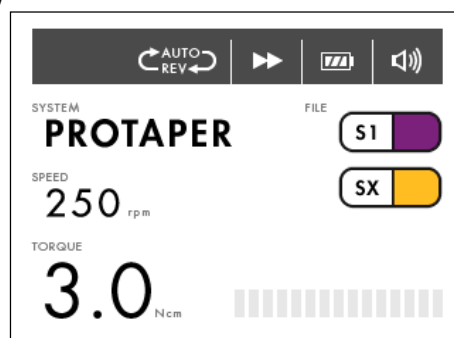 AUTO
REV
SYSTEM
PROTAPER
FILE
S1
SX
SPEED
250 rpm
TORQUE
3.0 Ncm